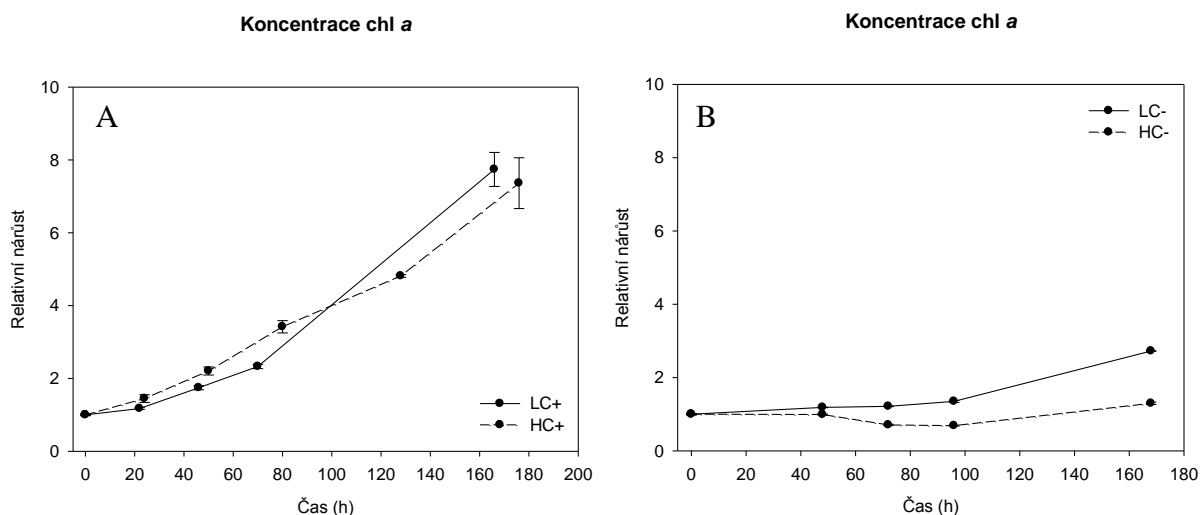 Koncentrace chl a
A
Relativní nárůst
10
8
6
4
2
0
LC+
HC+
0 20 40 60 80 100 120 140 160 180 200
Čas (h)
Koncentrace chl a
B
LC-
HC-
Relativní nárůst
10
8
6
4
2
0
0 20 40 60 80 100 120 140 160 180
Čas (h)